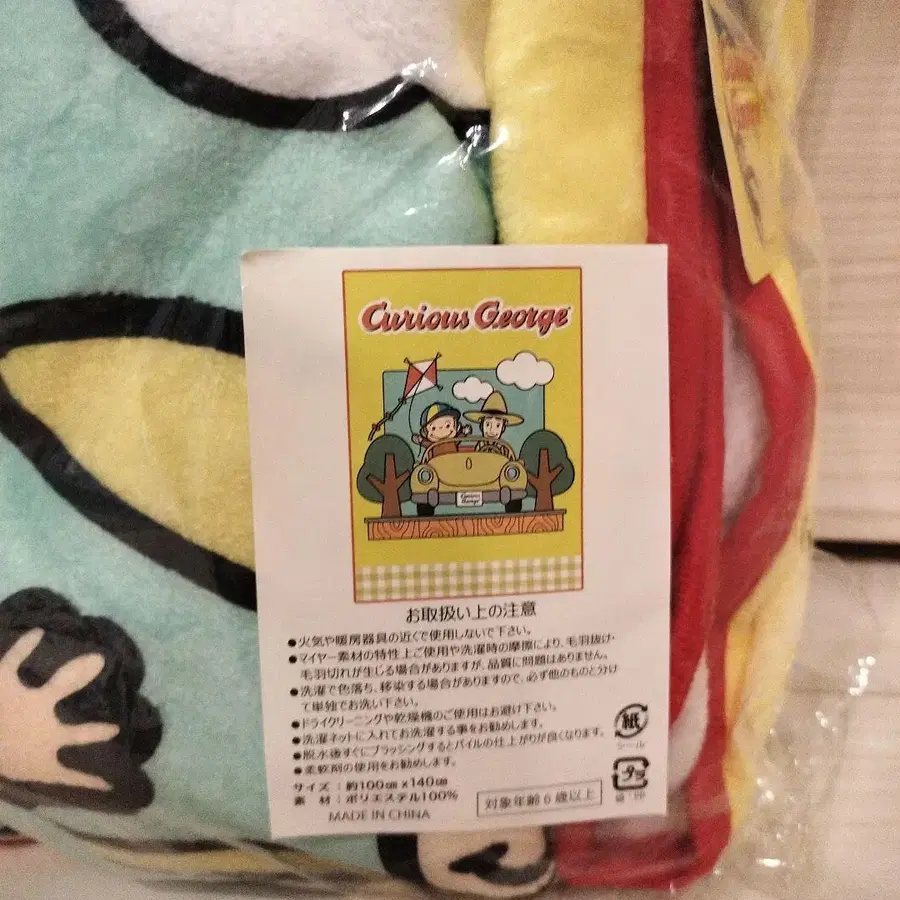 Curious George
Curious
George
お取扱い上の注意
●火気や暖房器具の近くで使用しないで下さい。
●マイヤー素材の特性上ご使用や洗濯時の摩擦により、毛羽抜け・
毛羽切れが生じる場合がありますが、品質に問題はありません。
●洗濯で色落ち、移染する場合がありますので、必ず他のものと分け
て単独でお洗い下さい。
●ドライクリーニングや乾燥機のご使用はお避け下さい。
●洗濯ネットに入れてお洗濯する事をお勧めします。
●脱水後すぐにブラッシングするとパイルの仕上がりが良くなります。
●柔軟剤の使用をお勧めします。
サイズ：約100㎝×140㎝
素　材：ポリエステル100%
MADE IN CHINA
対象年齢6歳以上
紙
シール
プラ
袋：PP